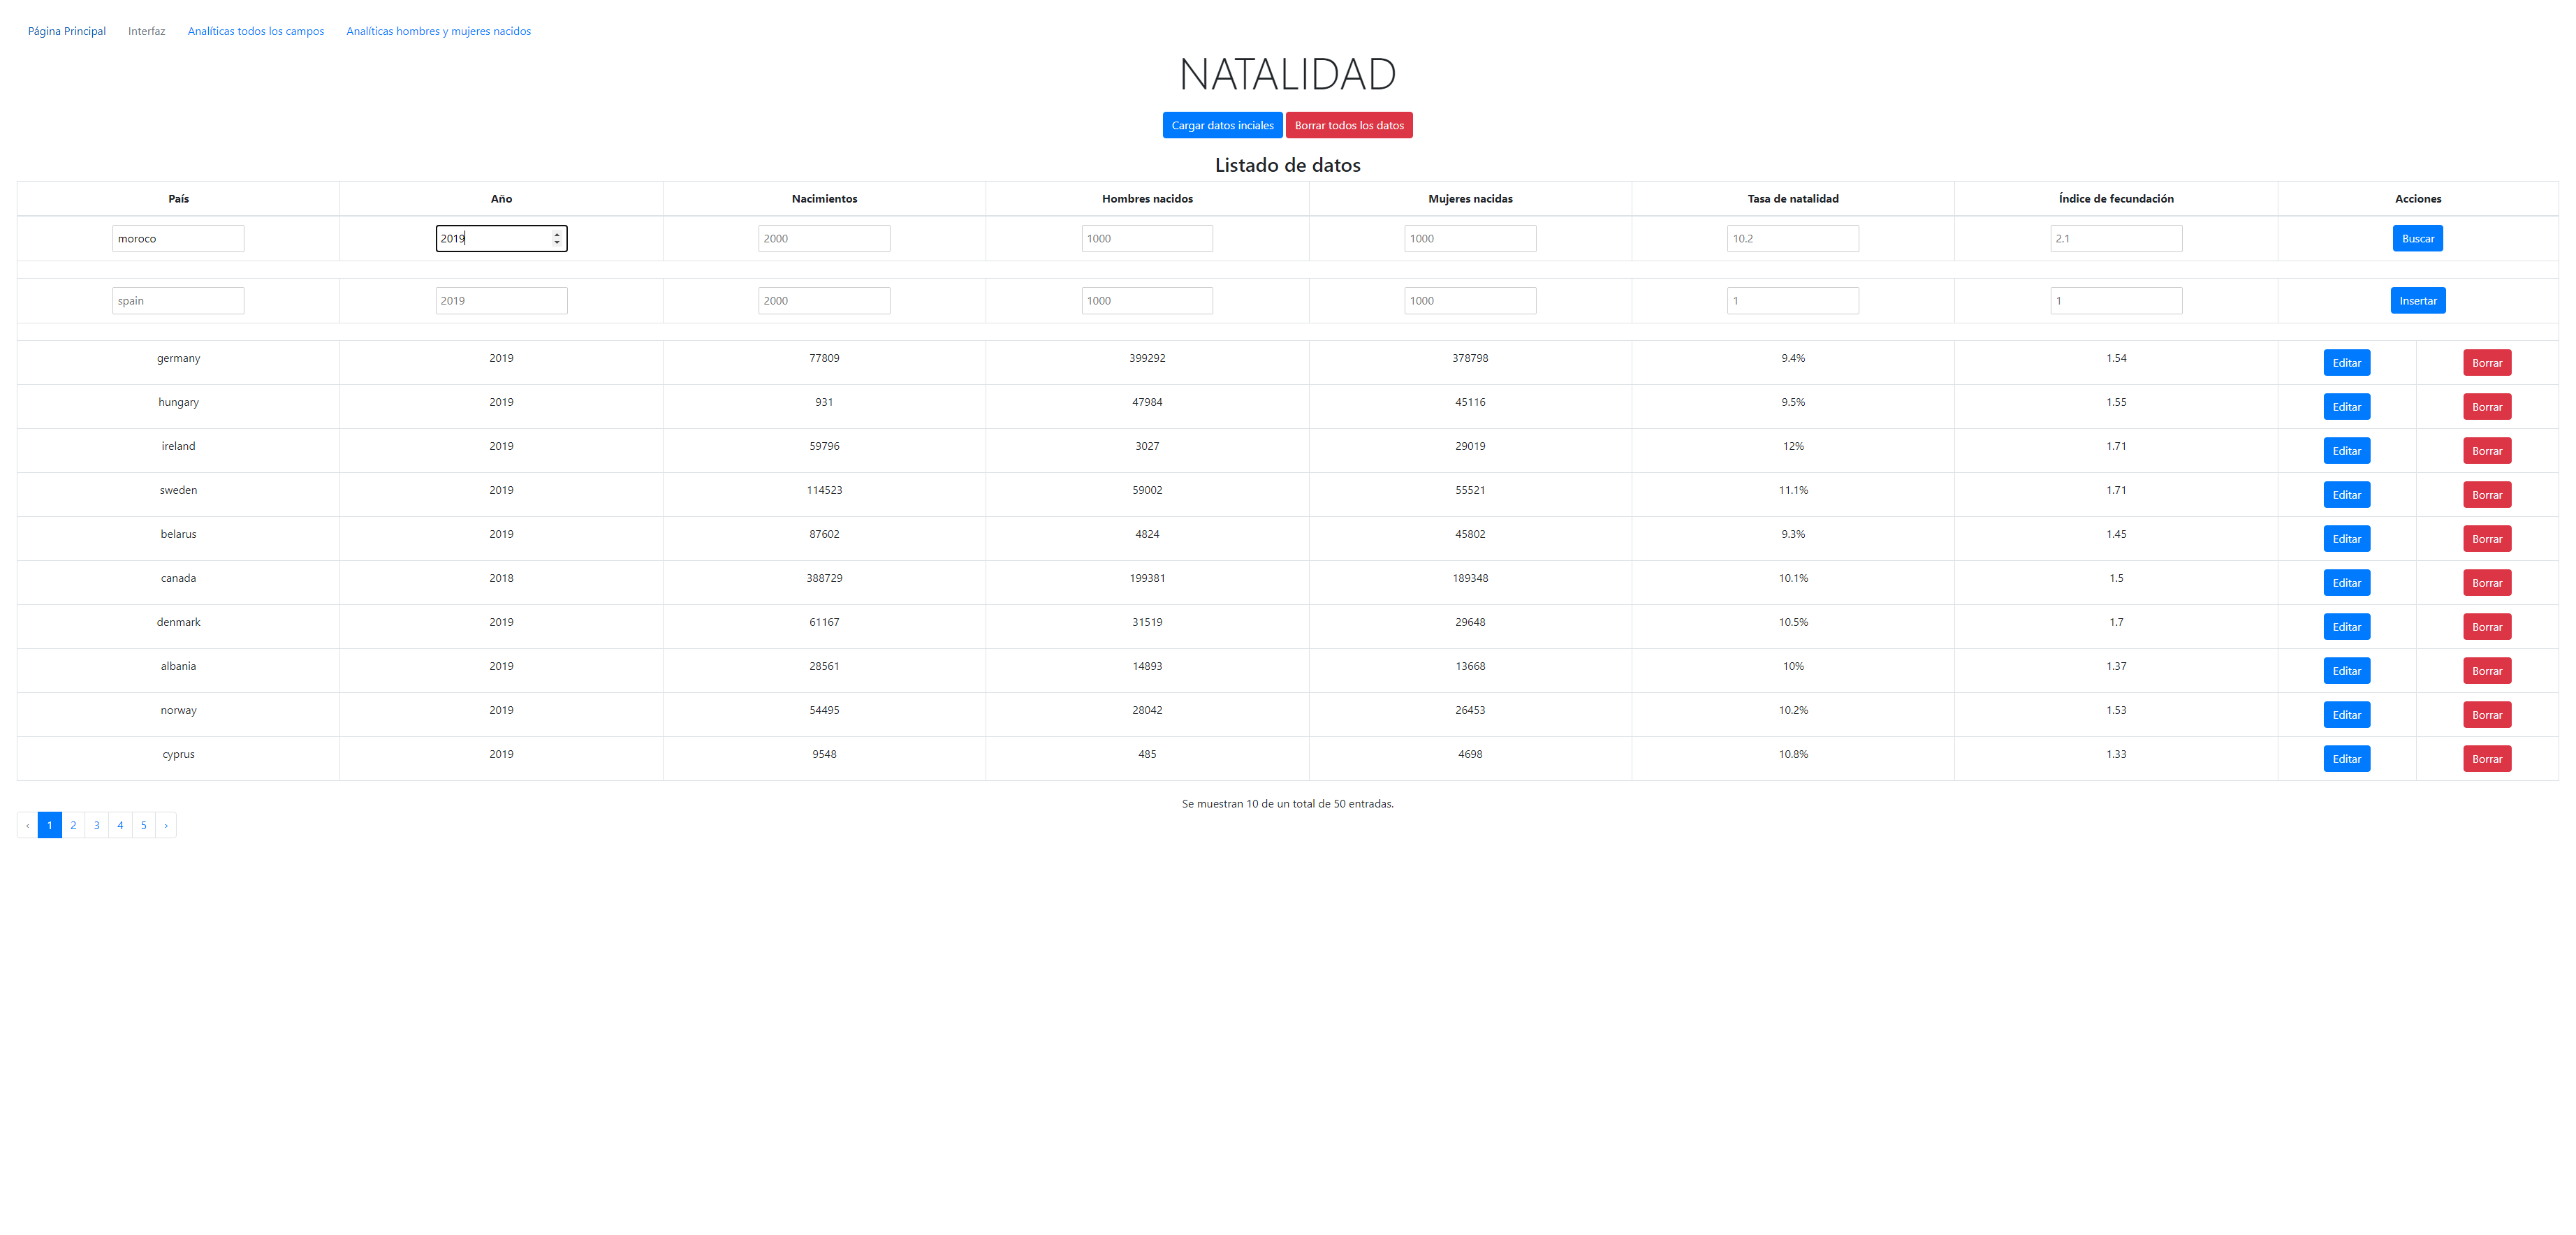 Página Principal Interfaz Analíticas todos los campos Analíticas hombres y mujeres nacidos
NATALIDAD
Cargar datos inciales Borrar todos los datos
Listado de datos
País Año Nacimientos Hombres nacidos Mujeres nacidas Tasa de natalidad Índice de fecundación Acciones
moroco 2019 2000 1000 1000 10.2 2.1 Buscar
spain 2019 2000 1000 1000 1 1 Insertar
germany 2019 77809 399292 378798 9.4% 1.54 Editar Borrar
hungary 2019 931 47984 45116 9.5% 1.55 Editar Borrar
ireland 2019 59796 3027 29019 12% 1.71 Editar Borrar
sweden 2019 114523 59002 55521 11.1% 1.71 Editar Borrar
belarus 2019 87602 4824 45802 9.3% 1.45 Editar Borrar
canada 2018 388729 199381 189348 10.1% 1.5 Editar Borrar
denmark 2019 61167 31519 29648 10.5% 1.7 Editar Borrar
albania 2019 28561 14893 13668 10% 1.37 Editar Borrar
norway 2019 54495 28042 26453 10.2% 1.53 Editar Borrar
cyprus 2019 9548 485 4698 10.8% 1.33 Editar Borrar
Se muestran 10 de un total de 50 entradas.
‹ 1 2 3 4 5 ›